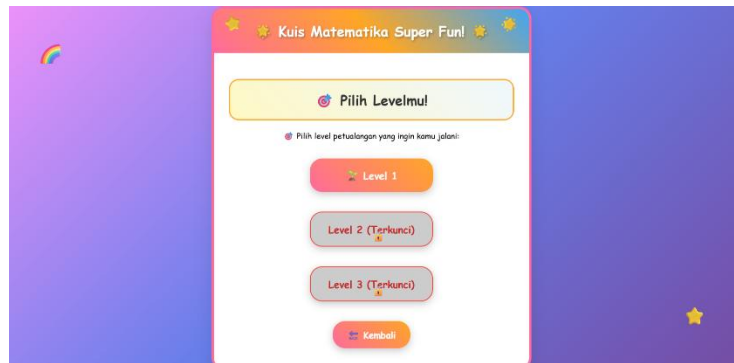 Kuis Matematika Super Fun!
Pilih Levelmu!
Pilih level petualangan yang ingin kamu jalani:
Level 1
Level 2 (Terkunci)
Level 3 (Terkunci)
Kembali